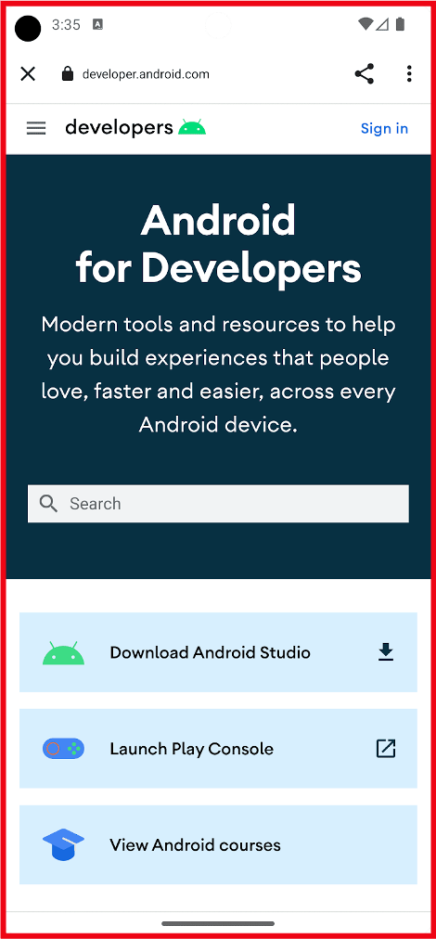 3:35 A
developer.android.com
developers
Sign in
Android
for Developers
Modern tools and resources to help
you build experiences that people
love, faster and easier, across every
Android device.
Search
Download Android Studio
Launch Play Console
View Android courses